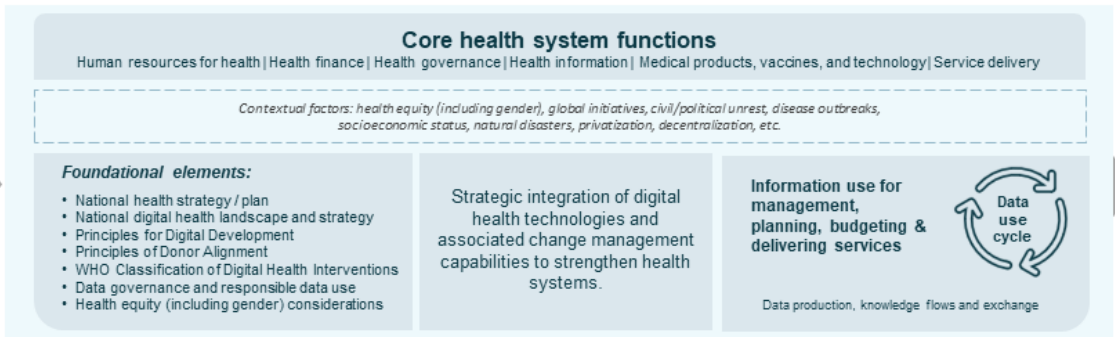 Core health system functions
Human resources for health| Health finance| Health governance| Health information| Medical products, vaccines, and technology| Service delivery
Contextual factors: health equity (including gender), global initiatives, civil/political unrest, disease outbreaks,
socioeconomic status, natural disasters, privatization, decentralization, etc.
Foundational elements:
• National health strategy / plan
• National digital health landscape and strategy
• Principles for Digital Development
• Principles of Donor Alignment
• WHO Classification of Digital Health Interventions
• Data governance and responsible data use
• Health equity (including gender) considerations
Strategic integration of digital
health technologies and
associated change management
capabilities to strengthen health
systems.
Information use for
management,
planning, budgeting &
delivering services
Data
use
cycle
Data production, knowledge flows and exchange